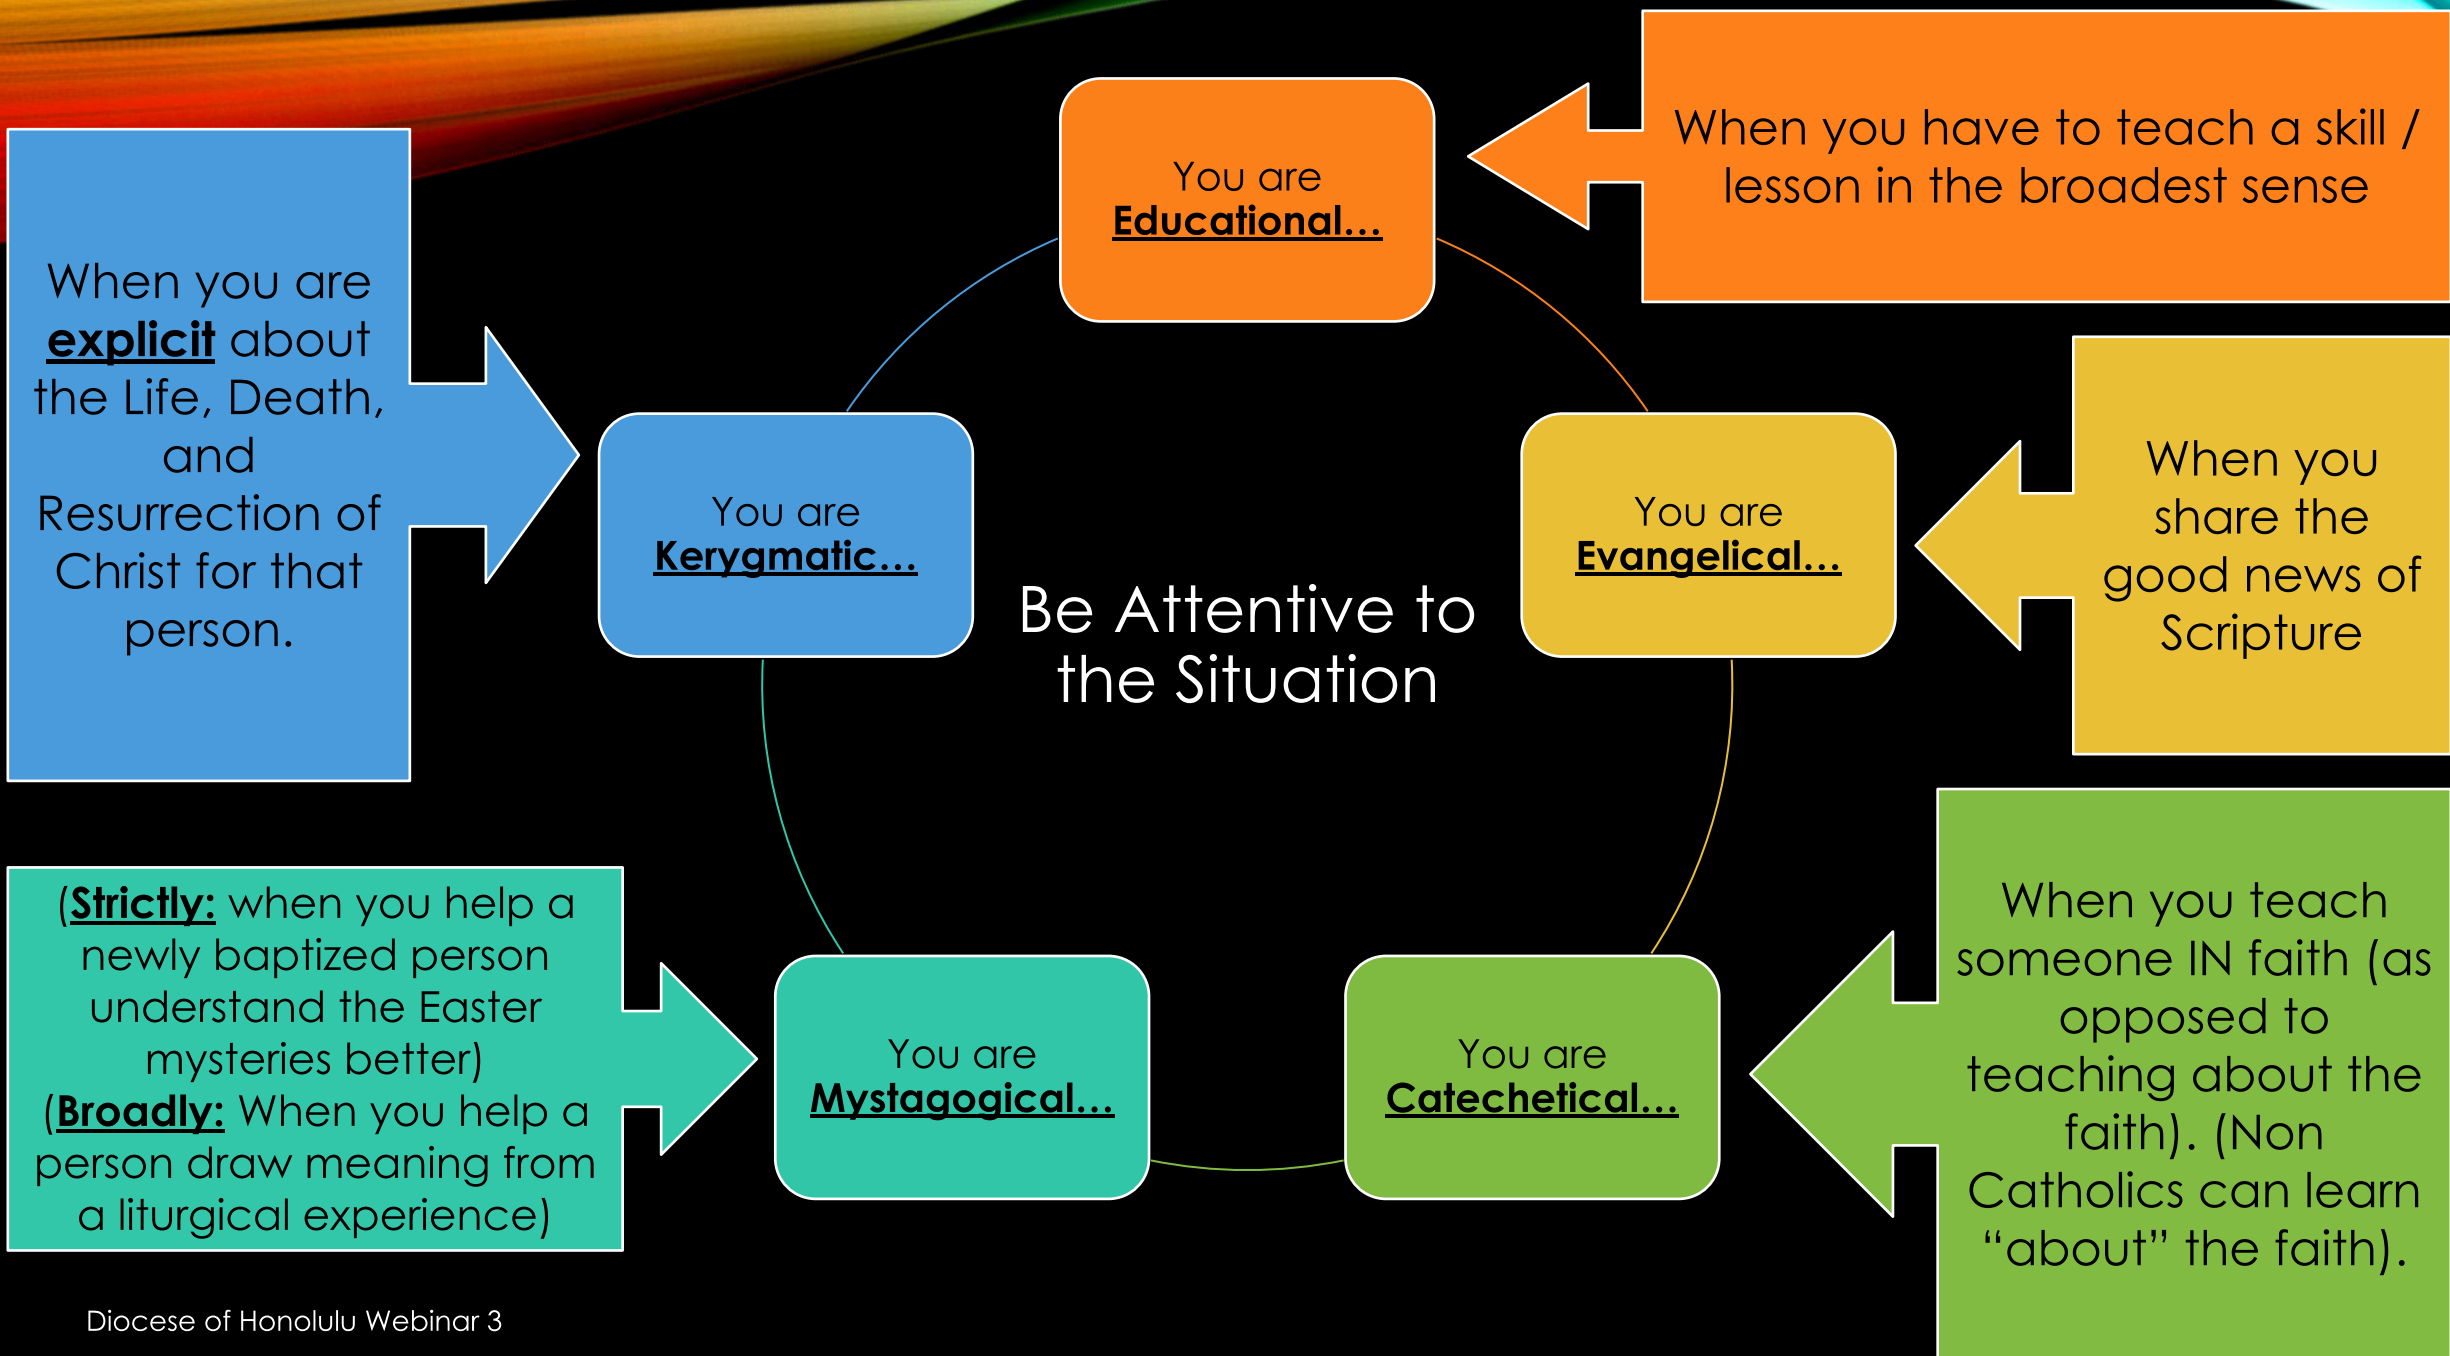 You are
Educational...
When you have to teach a skill /
lesson in the broadest sense
You are
Evangelical...
When you
share the
good news of
Scripture
You are
Catechetical...
When you teach
someone IN faith (as
opposed to
teaching about the
faith). (Non
Catholics can learn
“about” the faith).
You are
Mystagogical...
(Strictly: when you help a
newly baptized person
understand the Easter
mysteries better)
(Broadly: When you help a
person draw meaning from
a liturgical experience)
You are
Kerygmatic...
When you are
explicit about
the Life, Death,
and
Resurrection of
Christ for that
person.
Be Attentive to
the Situation
Diocese of Honolulu Webinar 3